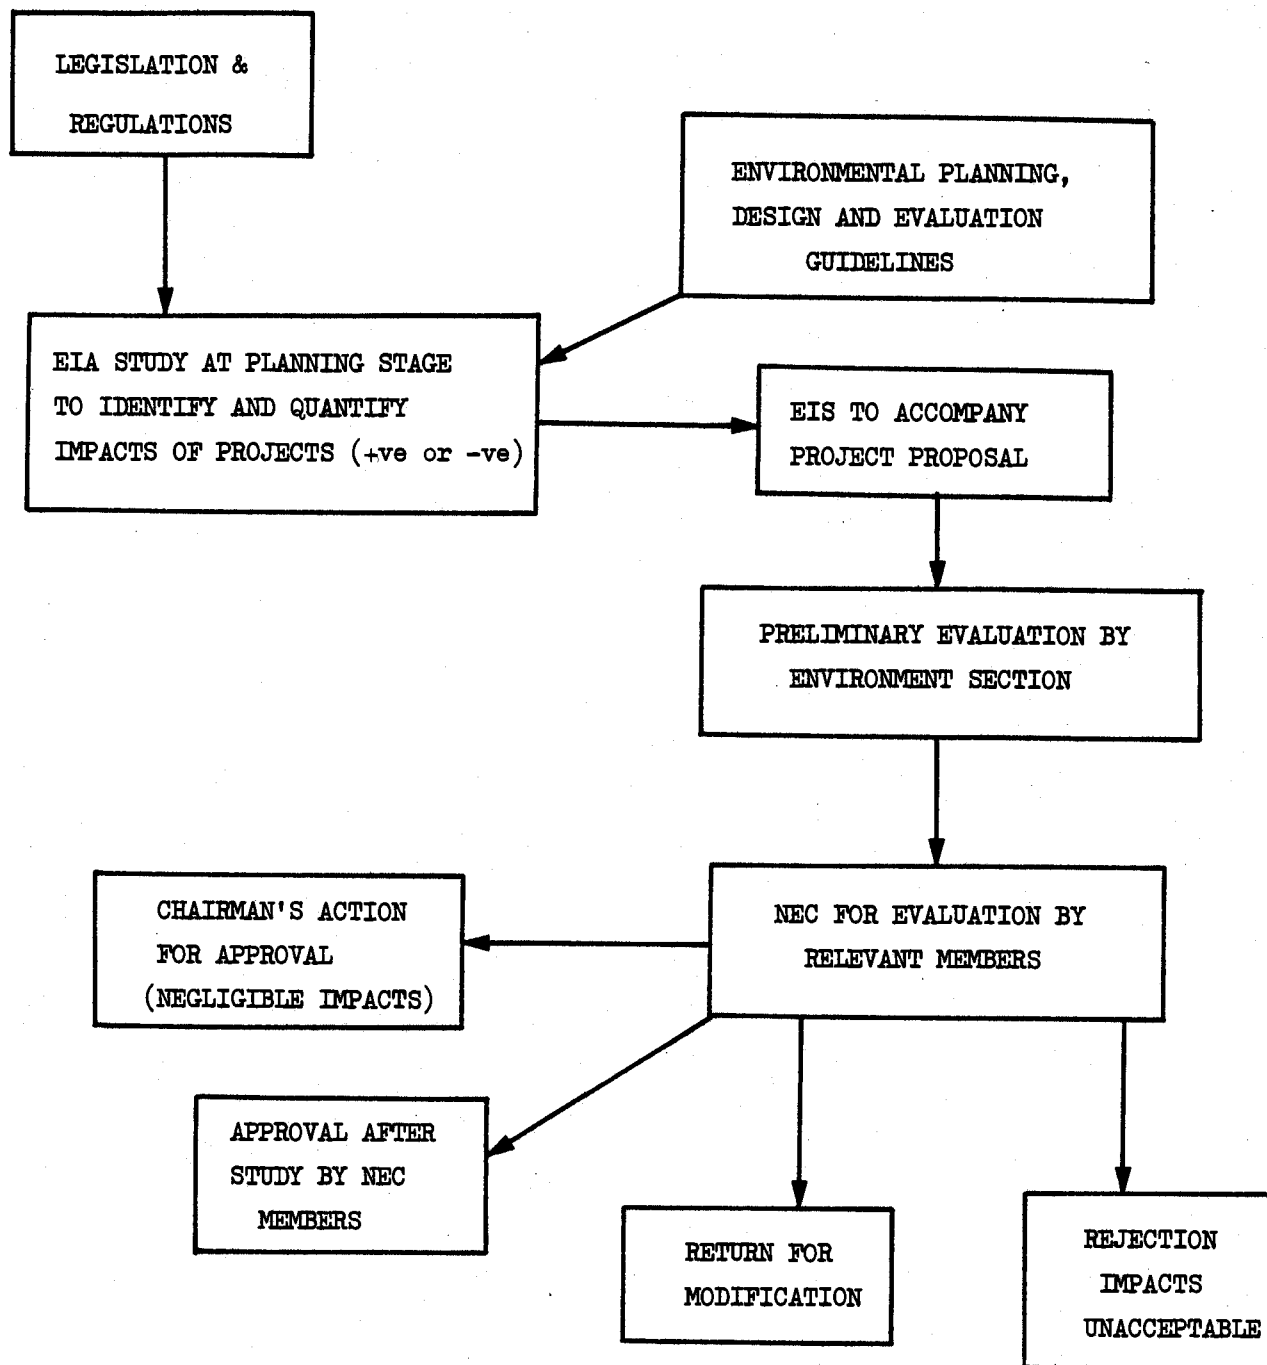 LEGISLATION &
REGULATIONS
ENVIRONMENTAL PLANNING,
DESIGN AND EVALUATION
GUIDELINES
EIA STUDY AT PLANNING STAGE
TO IDENTIFY AND QUANTIFY
IMPACTS OF PROJECTS (+ve or -ve)
EIS TO ACCOMPANY
PROJECT PROPOSAL
PRELIMINARY EVALUATION BY
ENVIRONMENT SECTION
NEC FOR EVALUATION BY
RELEVANT MEMBERS
CHAIRMAN'S ACTION
FOR APPROVAL
(NEGLIGIBLE IMPACTS)
APPROVAL AFTER
STUDY BY NEC
MEMBERS
RETURN FOR
MODIFICATION
REJECTION
IMPACTS
UNACCEPTABLE